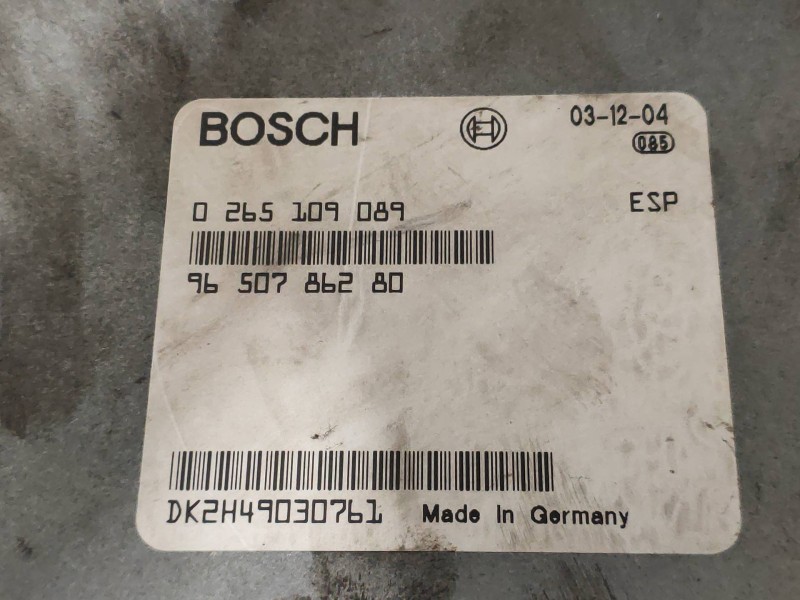 BOSCH
03-12-04
085
0 265 109 089
ESP
96 507 862 80
DK2H49030761
Made In Germany